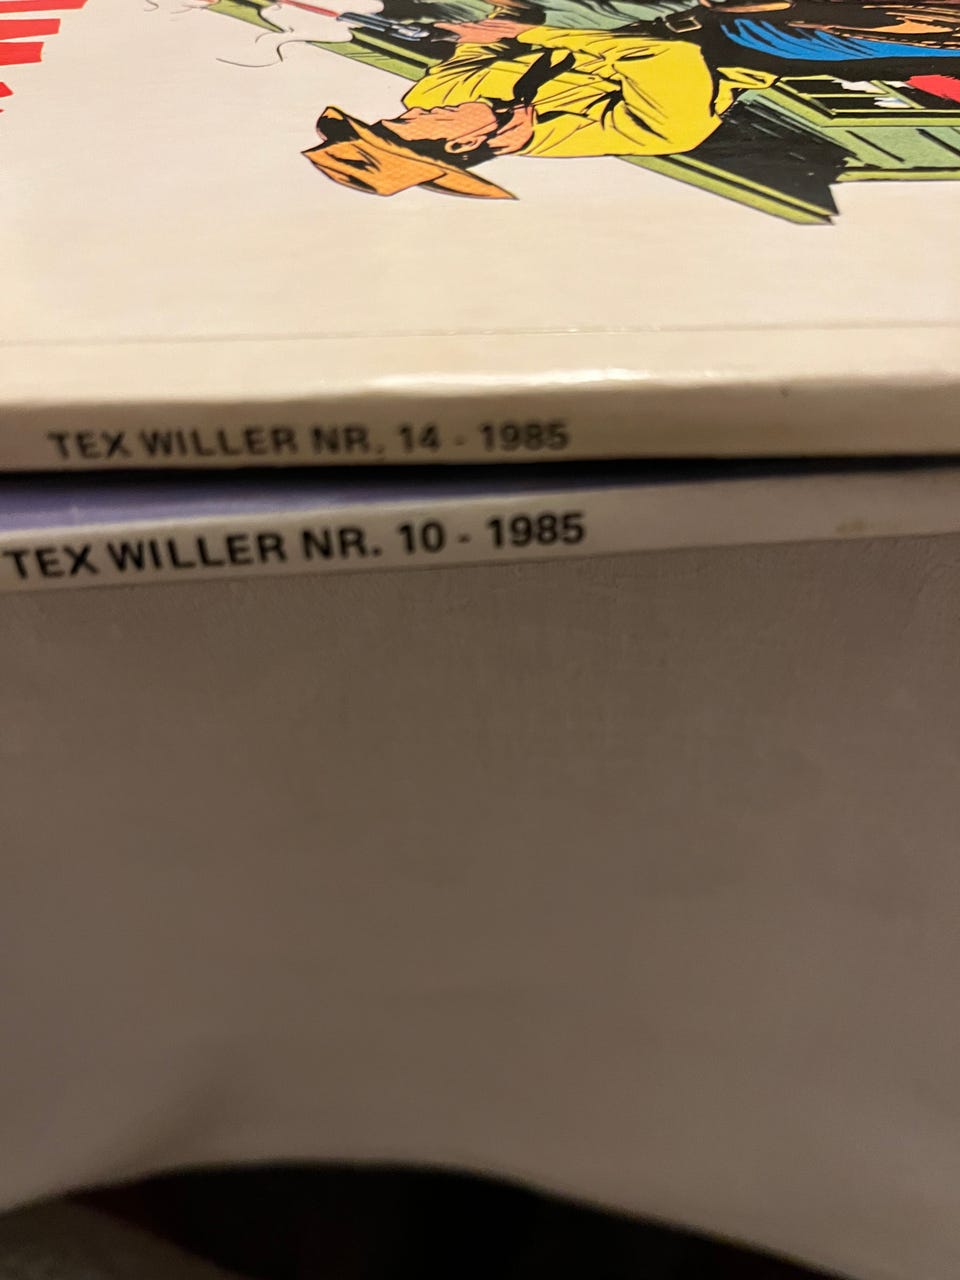 TEX WILLER NR. 14 - 1985
TEX WILLER NR. 10 - 1985